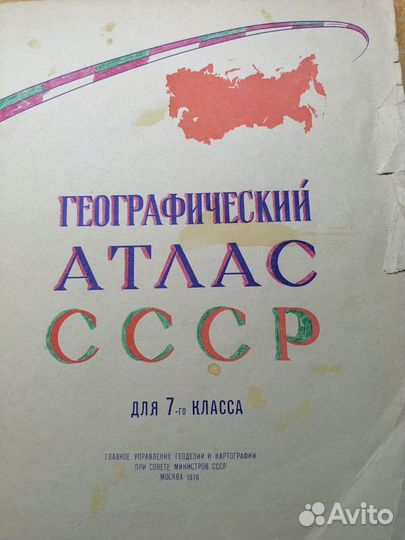 ГЕОГРАФИЧЕСКИЙ
АТЛАС
СССР
ДЛЯ 7-го КЛАССА
ГЛАВНОЕ УПРАВЛЕНИЕ ГЕОДЕЗИИ И КАРТОГРАФИИ
ПРИ СОВЕТЕ МИНИСТРОВ СССР
МОСКВА 1976
Avito